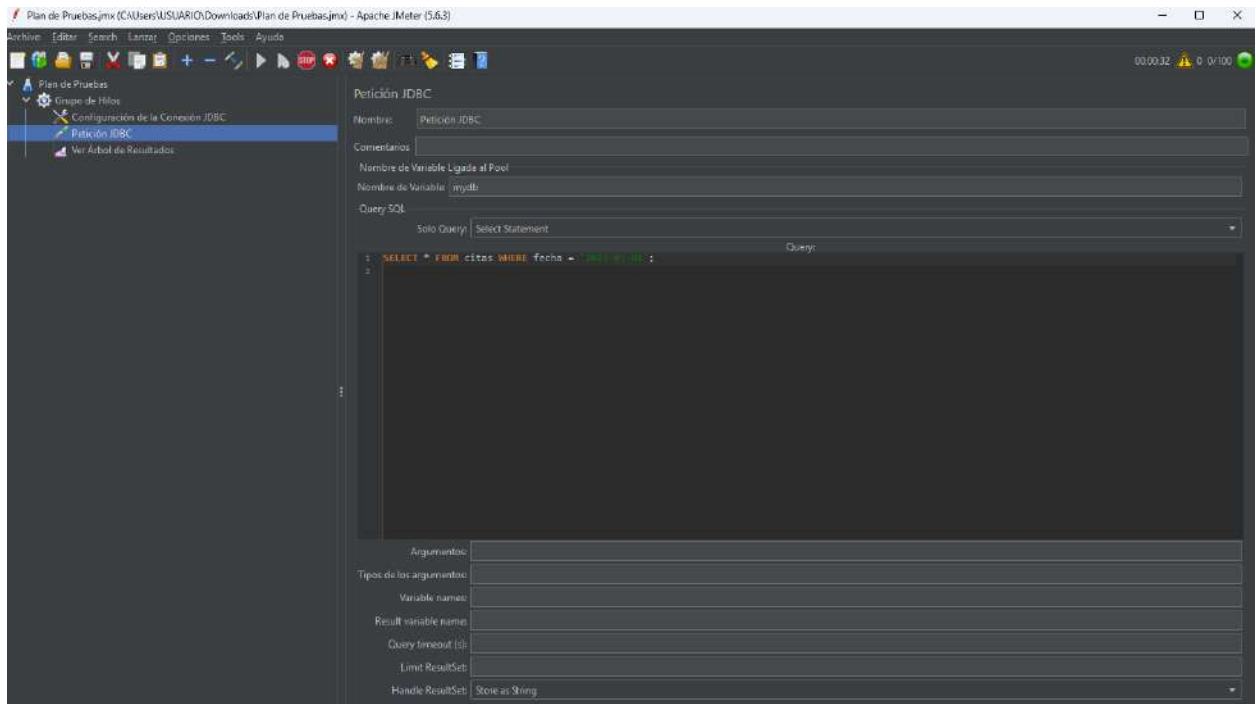 Plan de Pruebas.jmx (C:\Users\USUARIO\Downloads\Plan de Pruebas.jmx) - Apache JMeter (5.6.3)
Archivo Editar Search Lanzar Opciones Tools Ayuda
STOP
00:00:32 0 0/100
Plan de Pruebas
Grupo de Hilos
Configuración de la Conexión JDBC
Petición JDBC
Ver Árbol de Resultados
Petición JDBC
Nombre: Petición JDBC
Comentarios
Nombre de Variable Ligada al Pool
Nombre de Variable: mydb
Query SQL
Solo Query: Select Statement
Query:
1 SELECT * FROM citas WHERE fecha = ;
2
Argumentos:
Tipos de los argumentos:
Variable names:
Result variable name:
Query timeout (s):
Limit ResultSet:
Handle ResultSet: Store as String